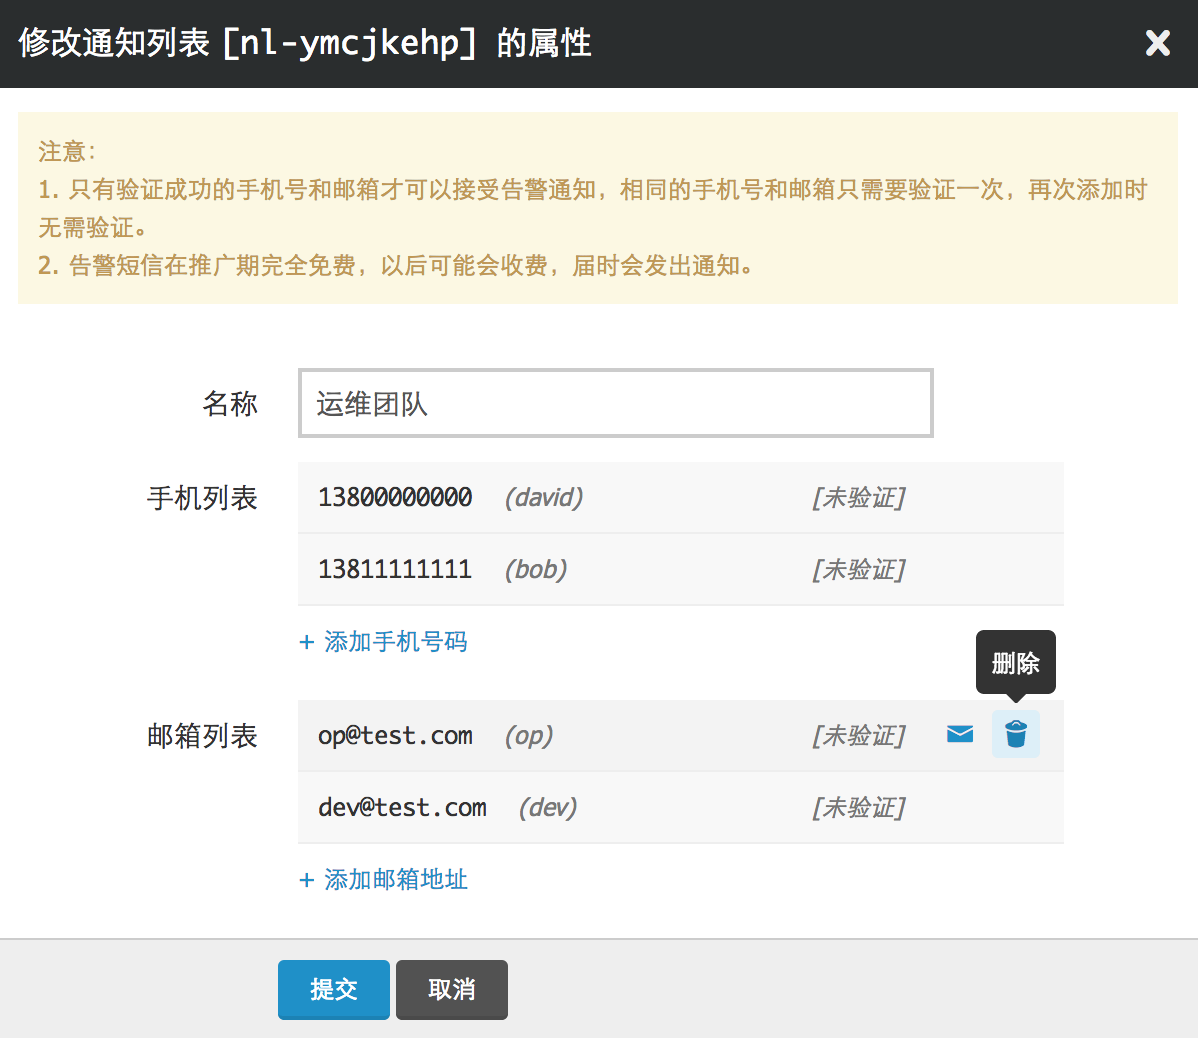 修改通知列表 [nl-ymcjkehp] 的属性
注意：
1. 只有验证成功的手机号和邮箱才可以接受告警通知，相同的手机号和邮箱只需要验证一次，再次添加时
无需验证。
2. 告警短信在推广期完全免费，以后可能会收费，届时会发出通知。
名称 运维团队
手机列表 13800000000 (david) [未验证]
13811111111 (bob) [未验证]
+ 添加手机号码
删除
邮箱列表 op@test.com (op) [未验证]
dev@test.com (dev) [未验证]
+ 添加邮箱地址
提交 取消